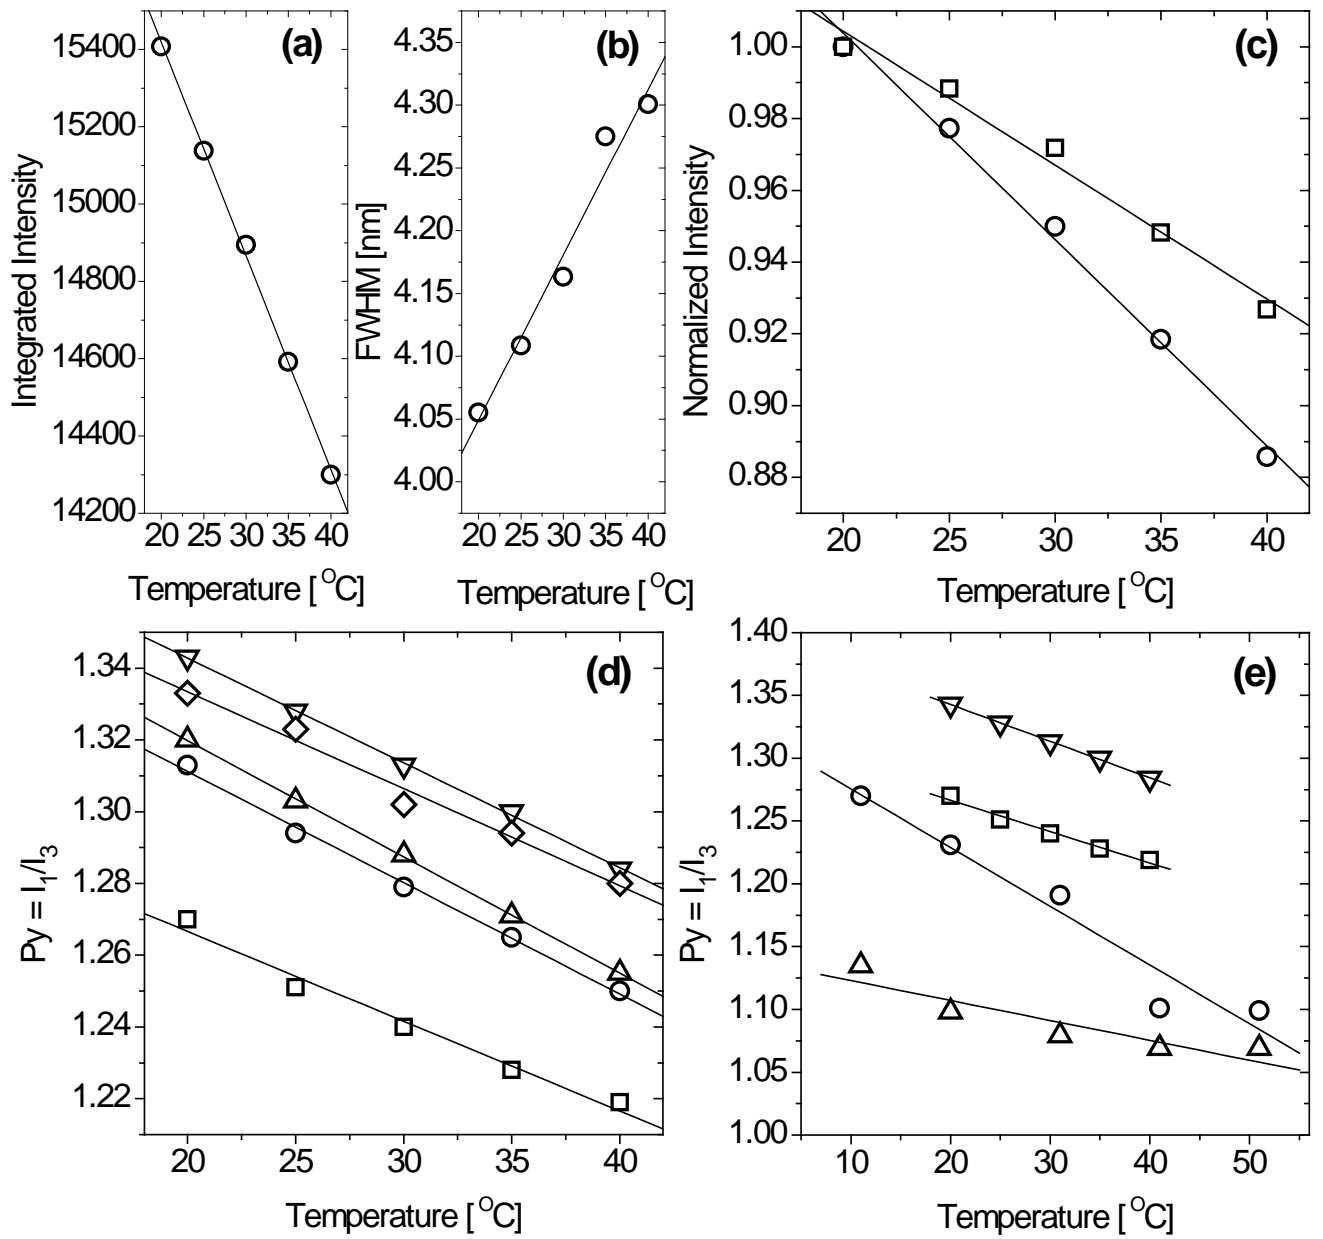 (a)
15400
15200
15000
14800
14600
14400
14200
Integrated Intensity
20 25 30 35 40
Temperature [ °C]
(b)
4.35
4.30
4.25
4.20
4.15
4.10
4.05
4.00
FWHM [nm]
20 25 30 35 40
Temperature [ °C]
(c)
1.00
0.98
0.96
0.94
0.92
0.90
0.88
Normalized Intensity
20 25 30 35 40
Temperature [ °C]
(d)
1.34
1.32
1.30
1.28
1.26
1.24
1.22
Py = I₁/I₃
20 25 30 35 40
Temperature [ °C]
(e)
1.40
1.35
1.30
1.25
1.20
1.15
1.10
1.05
1.00
Py = I₁/I₃
10 20 30 40 50
Temperature [ °C]